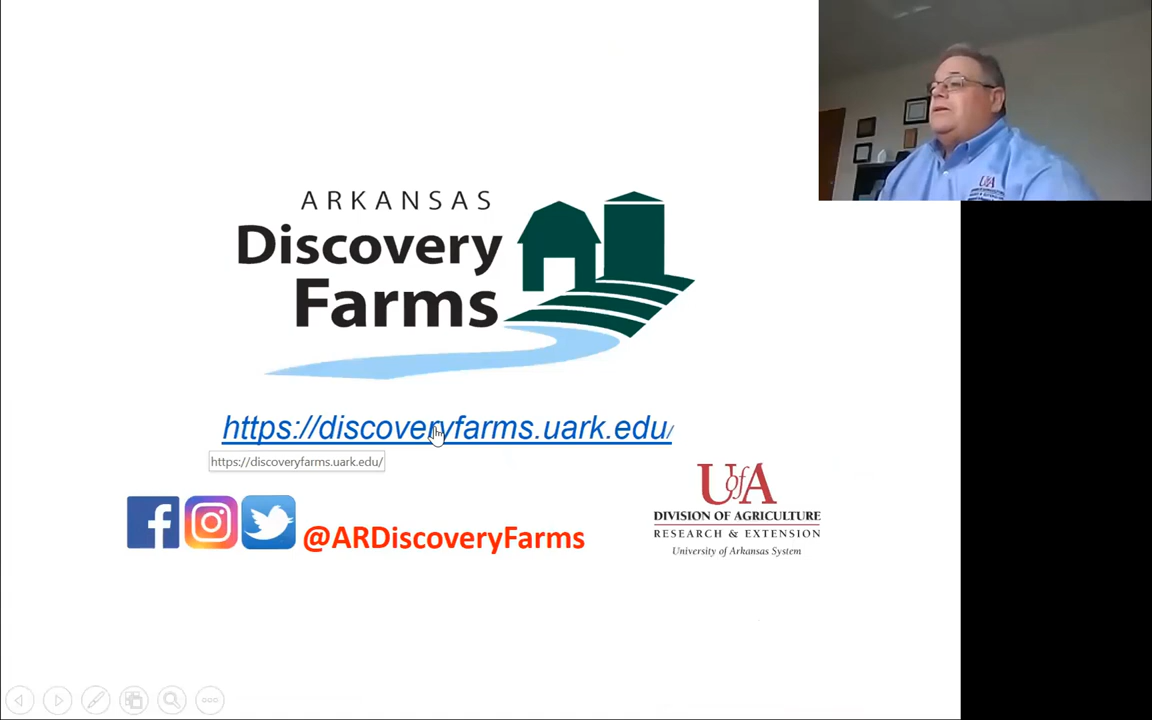 ARKANSAS
Discovery
Farms
https://discoveryfarms.uark.edu/
https://discoveryfarms.uark.edu/
@ARDiscoveryFarms
UofA
DIVISION OF AGRICULTURE
RESEARCH & EXTENSION
University of Arkansas System
UofA